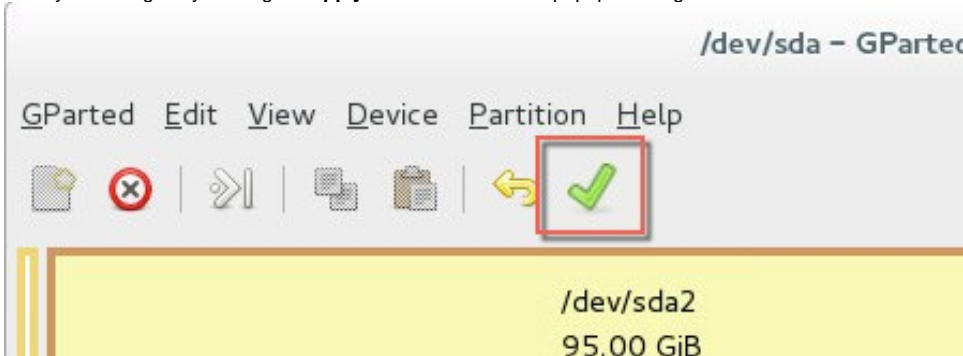 /dev/sda – GParted
GParted Edit View Device Partition Help
/dev/sda2
95.00 GiB